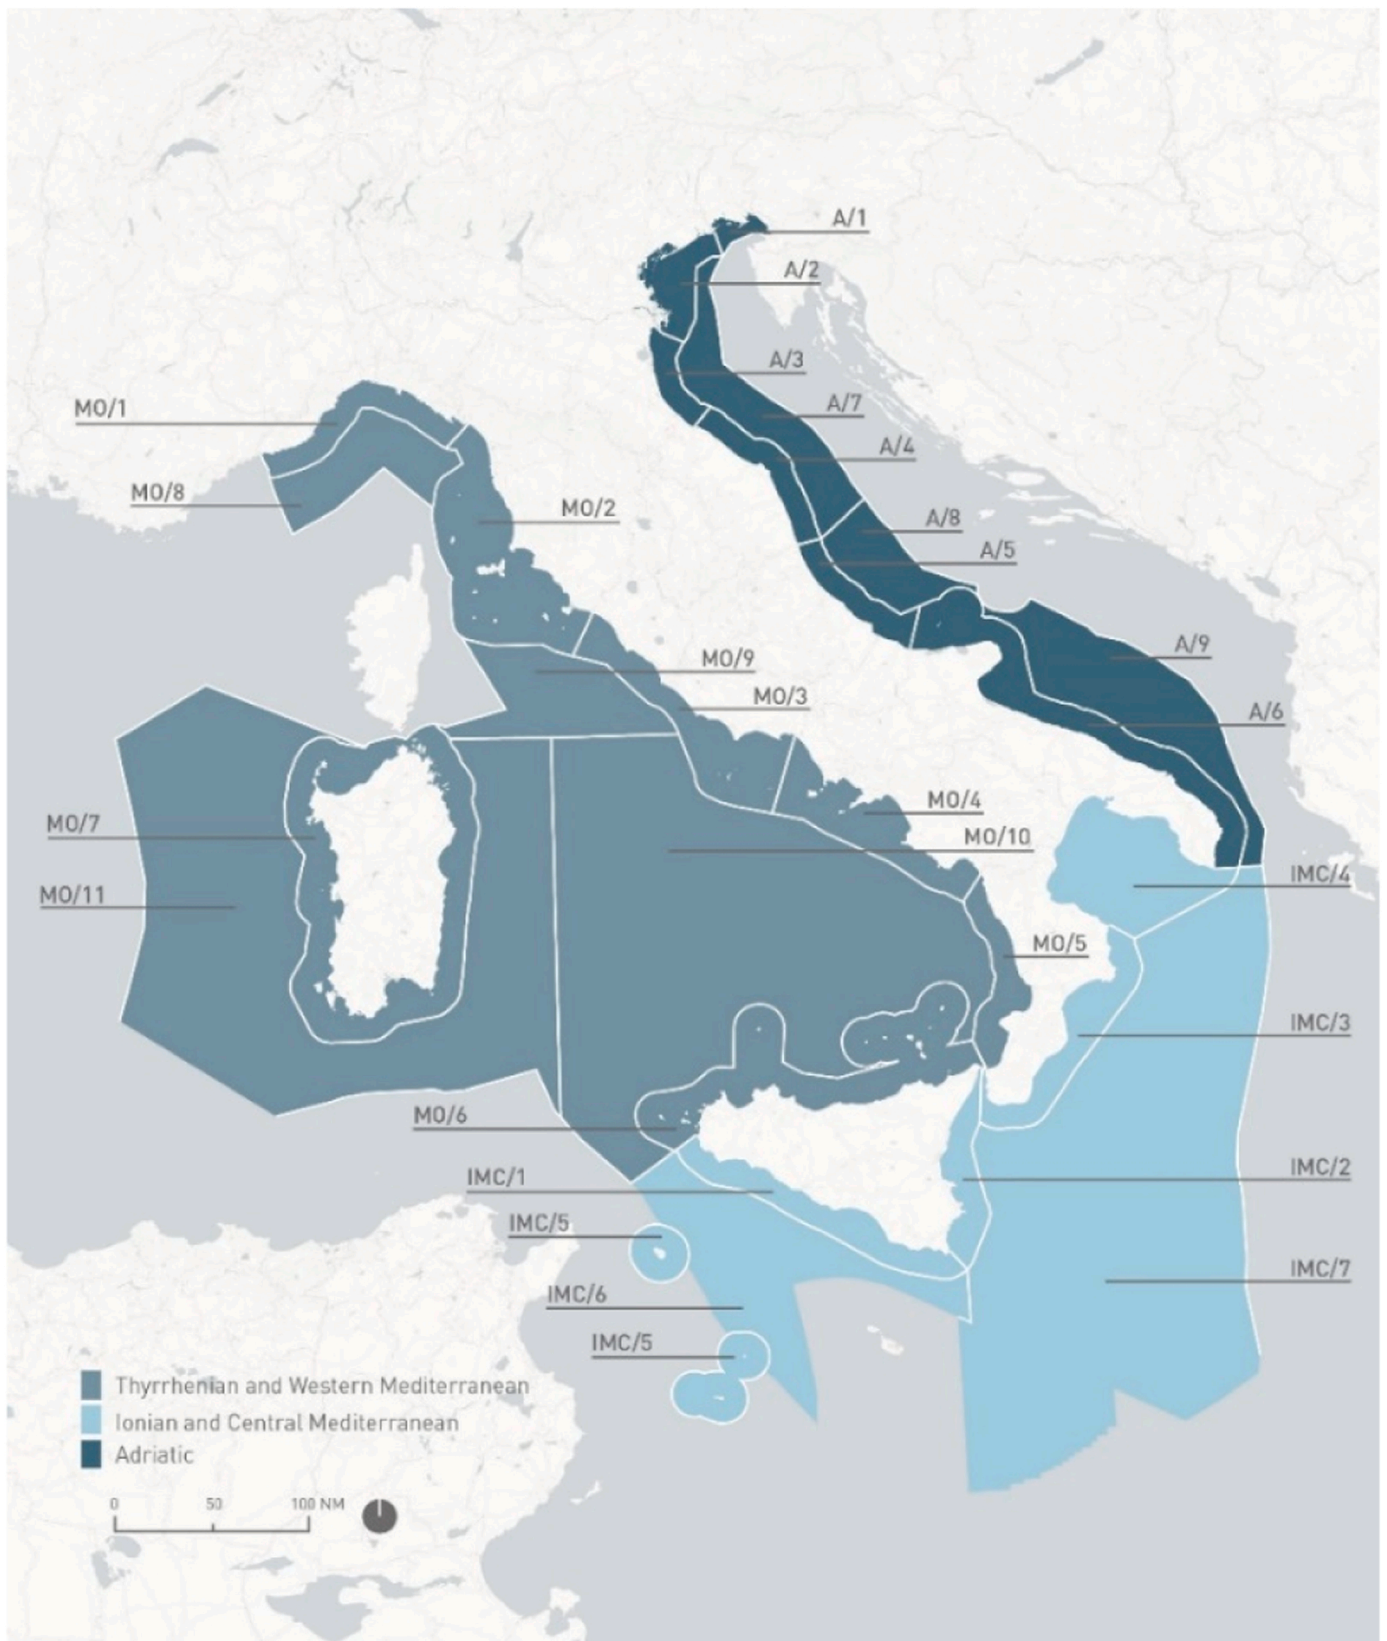 A/1
A/2
A/3
MO/1
A/7
A/4
MO/8
MO/2
A/8
A/5
A/9
MO/9
MO/3
A/6
MO/4
MO/7
MO/10
IMC/4
MO/11
MO/5
IMC/3
MO/6
IMC/2
IMC/1
IMC/5
IMC/7
IMC/6
IMC/5
Thyrrhenian and Western Mediterranean
Ionian and Central Mediterranean
Adriatic
0 50 100 NM